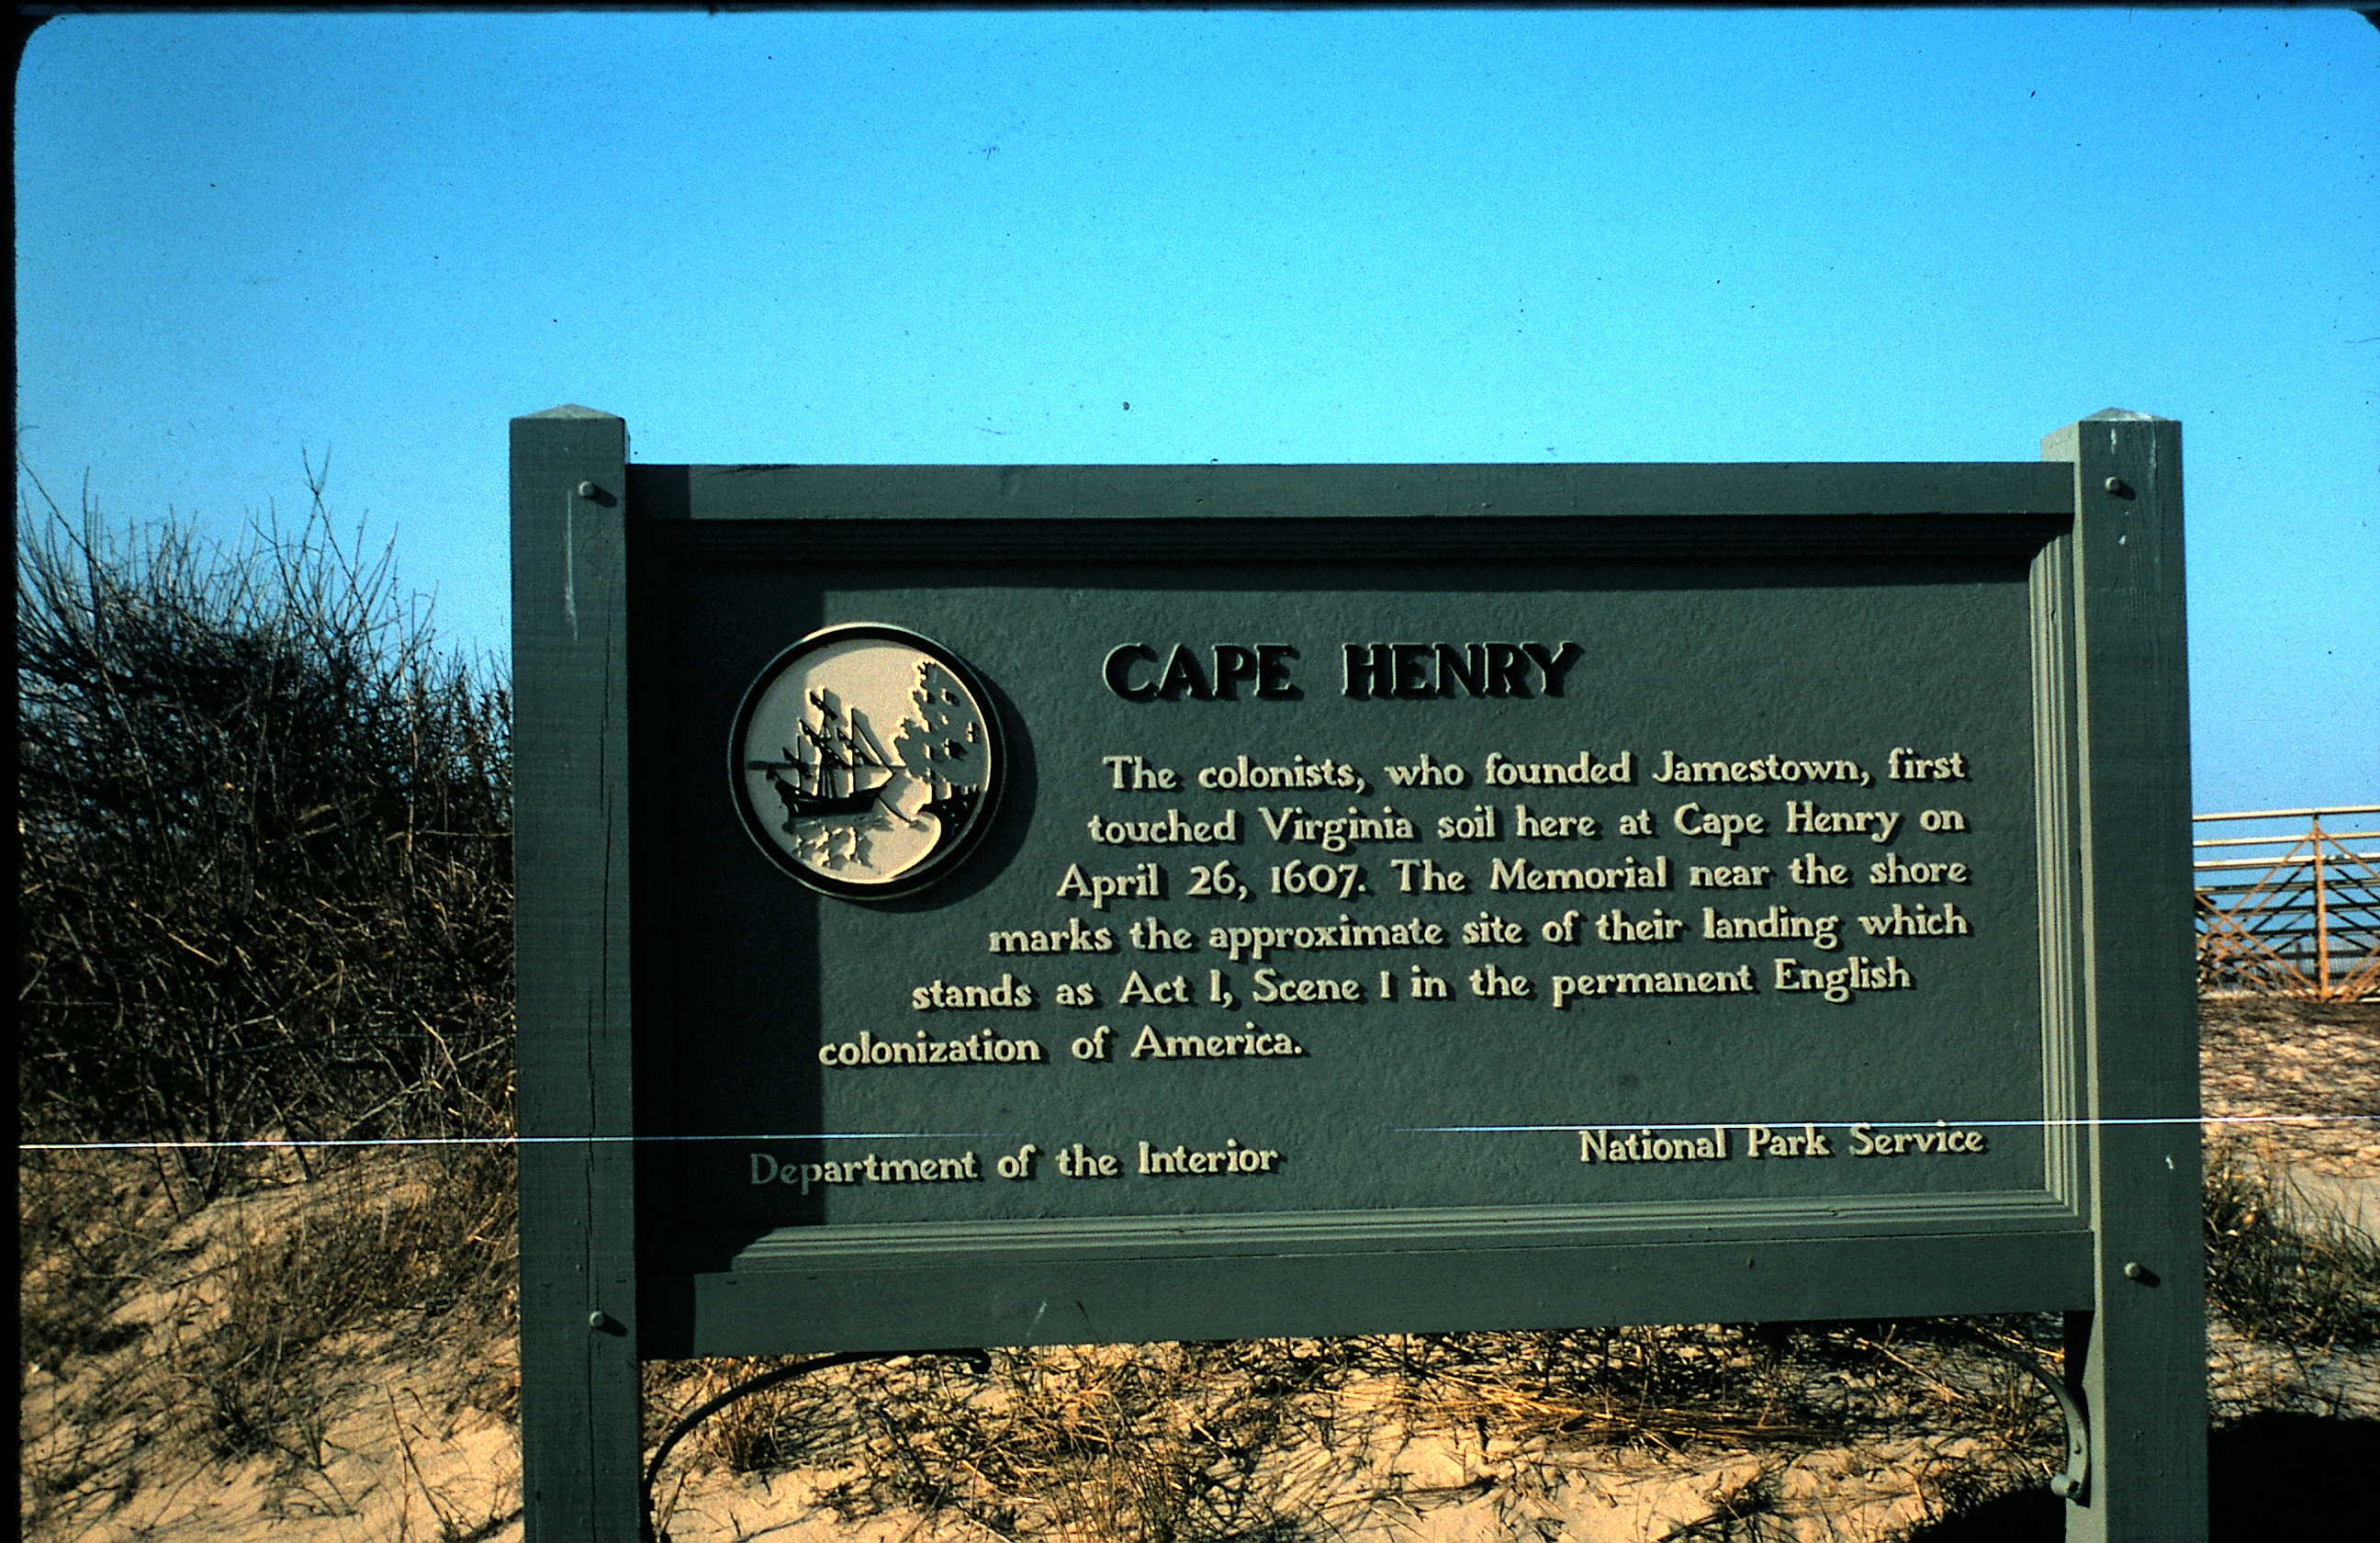 CAPE HENRY
The colonists, who founded Jamestown, first
touched Virginia soil here at Cape Henry on
April 26, 1607. The Memorial near the shore
marks the approximate site of their landing which
stands as Act I, Scene I in the permanent English
colonization of America.
Department of the Interior
National Park Service